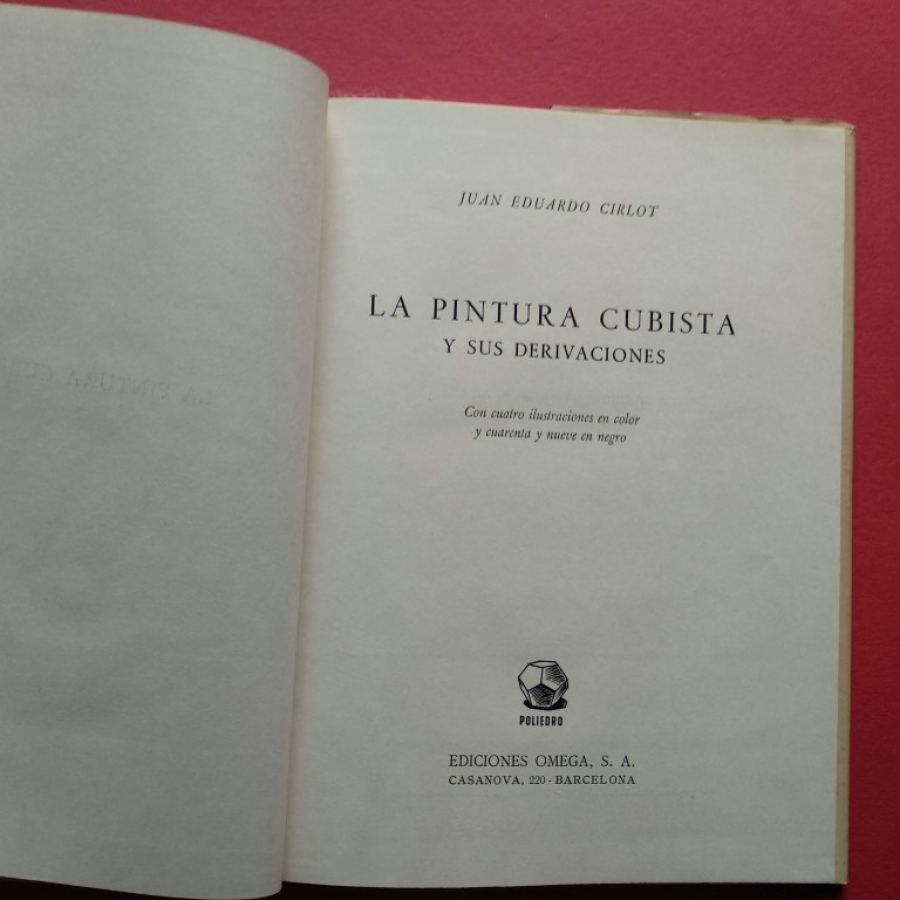 JUAN EDUARDO CIRLOT
LA PINTURA CUBISTA
Y SUS DERIVACIONES
Con cuatro ilustraciones en color
y cuarenta y nueve en negro
POLIEDRO
EDICIONES OMEGA, S. A.
CASANOVA, 220 - BARCELONA